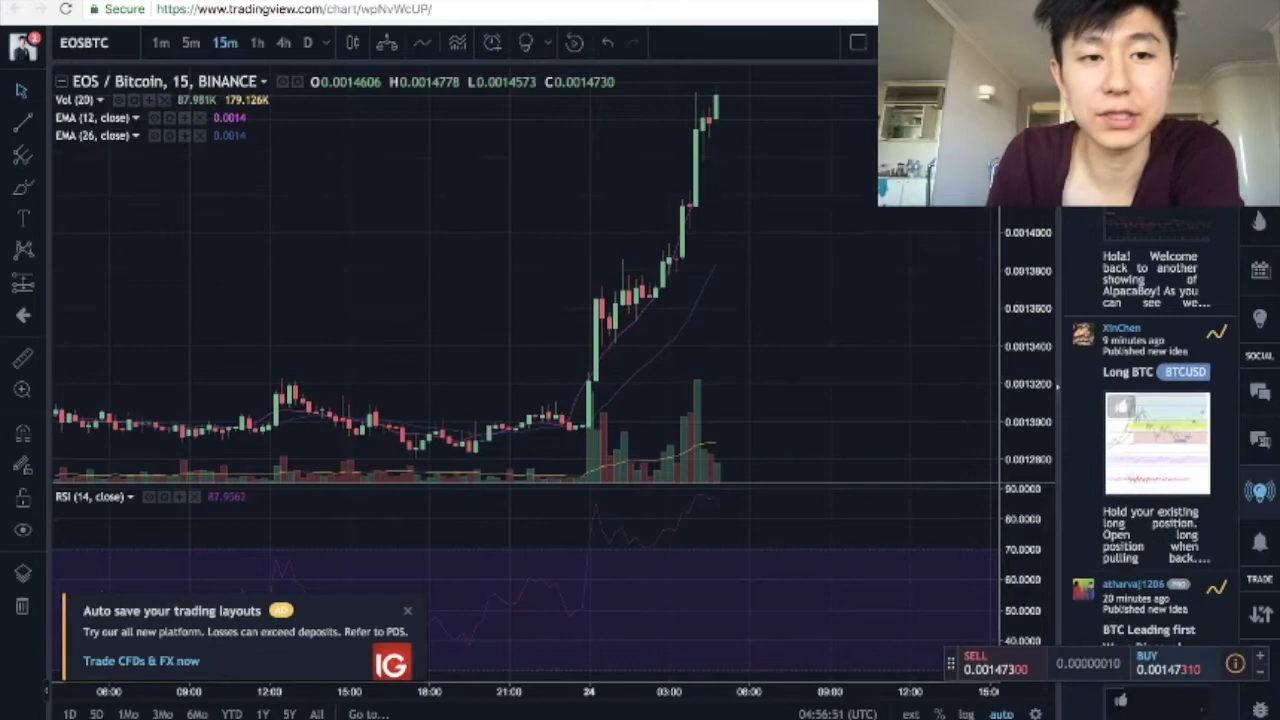 Secure https://www.tradingview.com/chart/wpNvWcUP/
2
EOSBTC 1m 5m 15m 1h 4h D
EOS / Bitcoin, 15, BINANCE O0.0014606 H0.0014778 L0.0014573 C0.0014730
Vol (20) 87.981K 179.126K
EMA (12, close) 0.0014
EMA (26, close) 0.0014
0.0014000
0.0013800
0.0013600
0.0013400
0.0013200
0.0013000
0.0012800
90.0000
RSI (14, close) 87.9562
80.0000
70.0000
60.0000
50.0000
40.0000
Auto save your trading layouts AD
Try our all new platform. Losses can exceed deposits. Refer to PDS.
Trade CFDs & FX now
IG
06:00 09:00 12:00 15:00 18:00 21:00 24 03:00 06:00 09:00 12:00 15:0
1D 5D 1Mo 3Mo 6Mo YTD 1Y 5Y All Go to... 04:56:51 (UTC) ext % log auto
Hola! Welcome
back to another
showing of
AlpacaBoy! As you
can see we...
XinChen
9 minutes ago
Published new idea
Long BTC BTCUSD
Hold your existing
long position.
Open long
position when
pulling back....
atharvaj1206 PRO
20 minutes ago
Published new idea
BTC Leading first
SELL
0.00147300
0.00000010
BUY
0.00147310
SOCIAL
TRADE